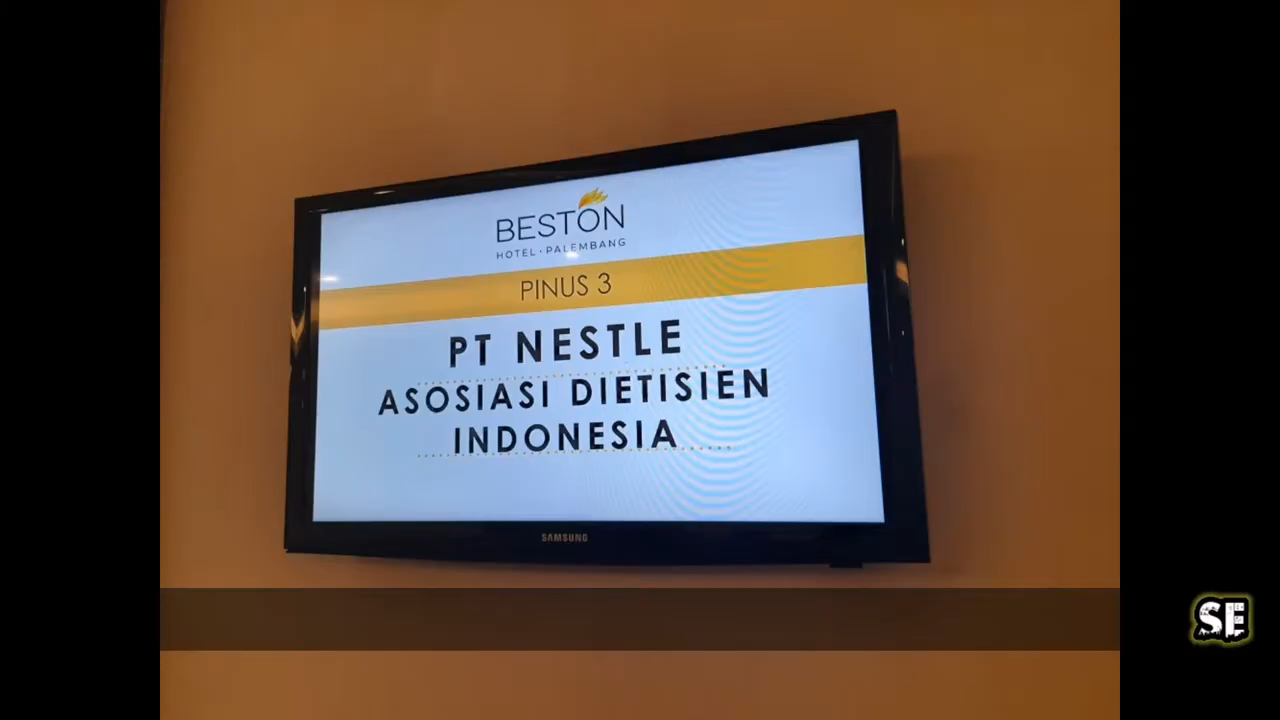 BESTON
HOTEL • PALEMBANG
PINUS 3
PT NESTLE
ASOSIASI DIETISIEN
INDONESIA
SAMSUNG
SE